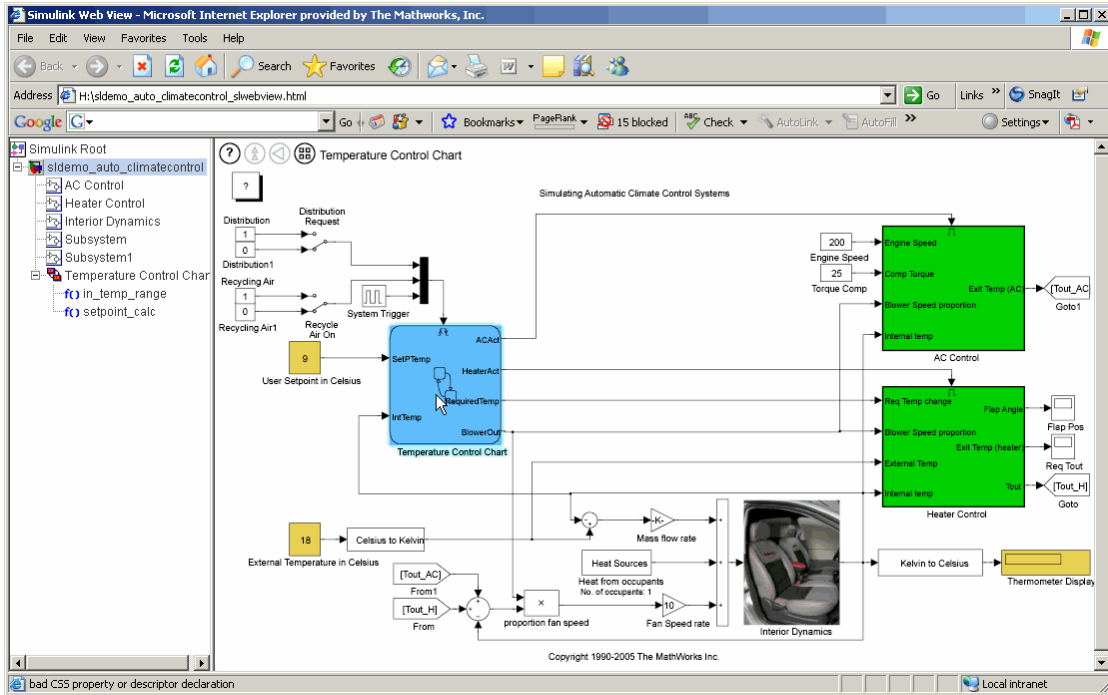 Simulink Web View - Microsoft Internet Explorer provided by The Mathworks, Inc.
File Edit View Favorites Tools Help
Back Search Favorites
Address H:\sldemo_auto_climatecontrol_slwebview.html Go Links » SnagIt
Google G Go Bookmarks PageRank 15 blocked ABC Check AutoLink AutoFill » Settings
Simulink Root
sldemo_auto_climatecontrol
AC Control
Heater Control
Interior Dynamics
Subsystem
Subsystem1
Temperature Control Char
f() in_temp_range
f() setpoint_calc
? Temperature Control Chart
?
Simulating Automatic Climate Control Systems
Distribution
1
0
Distribution1
Distribution
Request
Recycling Air
1
0
Recycling Air1
Recycle
Air On
System Trigger
9
User Setpoint in Celsius
SetPTemp
IntTemp
ACAct
HeaterAct
RequiredTemp
BlowerOut
Temperature Control Chart
200
Engine Speed
25
Torque Comp
Engine Speed
Comp Torque
Blower Speed proportion
Internal temp
Exit Temp (AC)
AC Control
[Tout_AC
Goto1
Req Temp change
Blower Speed proportion
External Temp
Internal temp
Flap Angle
Exit Temp (heater)
Tout
Heater Control
Flap Pos
Req Tout
[Tout_H]
Goto
18
External Temperature in Celsius
Celsius to Kelvin
-K-
Mass flow rate
Heat Sources
Heat from occupants
No. of occupants: 1
[Tout_AC]
From1
[Tout_H]
From
×
proportion fan speed
10
Fan Speed rate
Interior Dynamics
Kelvin to Celsius
Thermometer Display
Copyright 1990-2005 The MathWorks Inc.
bad CSS property or descriptor declaration
Local intranet